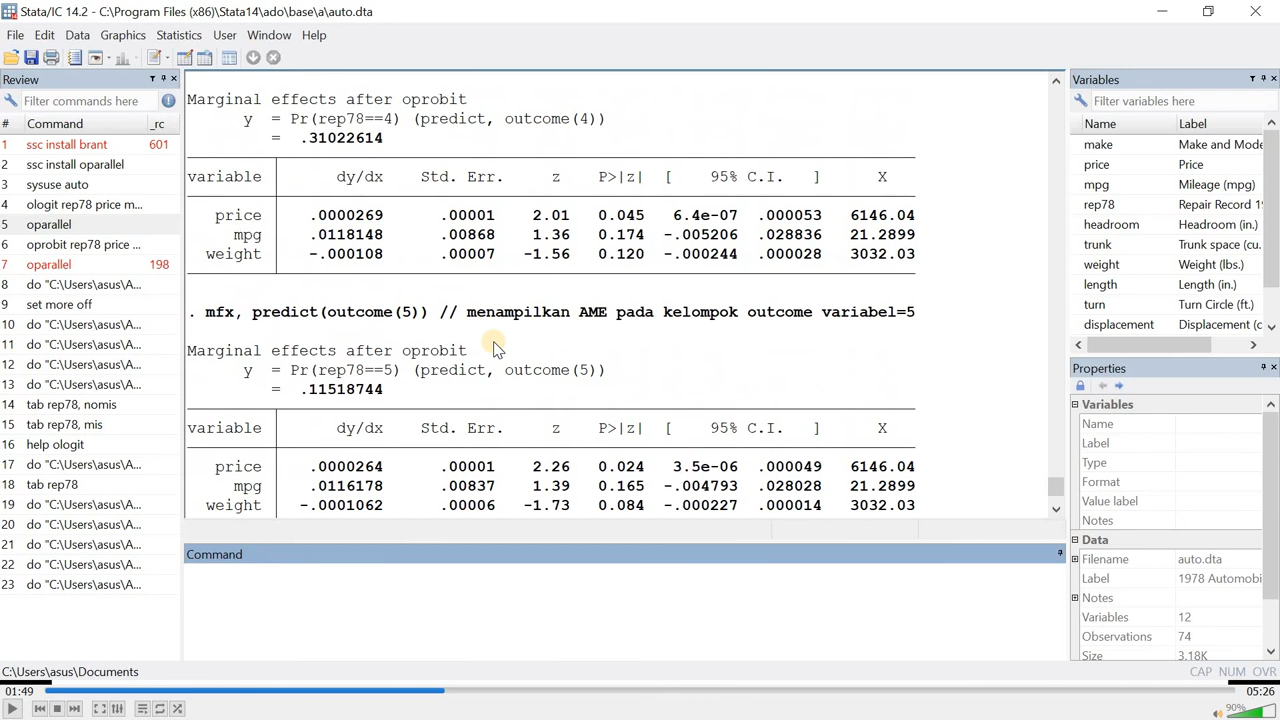 Stata/IC 14.2 - C:\Program Files (x86)\Stata14\ado\base\a\auto.dta
File Edit Data Graphics Statistics User Window Help
Review
Filter commands here
# Command _rc
1 ssc install brant 601
2 ssc install oparallel
3 sysuse auto
4 ologit rep78 price m...
5 oparallel
6 oprobit rep78 price ...
7 oparallel 198
8 do "C:\Users\asus\A...
9 set more off
10 do "C:\Users\asus\A...
11 do "C:\Users\asus\A...
12 do "C:\Users\asus\A...
13 do "C:\Users\asus\A...
14 tab rep78, nomis
15 tab rep78, mis
16 help ologit
17 do "C:\Users\asus\A...
18 tab rep78
19 do "C:\Users\asus\A...
20 do "C:\Users\asus\A...
21 do "C:\Users\asus\A...
22 do "C:\Users\asus\A...
23 do "C:\Users\asus\A...
Marginal effects after oprobit
y = Pr(rep78==4) (predict, outcome(4))
= .31022614
variable dy/dx Std. Err. z P>|z| [ 95% C.I. ] X
price .0000269 .00001 2.01 0.045 6.4e-07 .000053 6146.04
mpg .0118148 .00868 1.36 0.174 -.005206 .028836 21.2899
weight -.000108 .00007 -1.56 0.120 -.000244 .000028 3032.03
. mfx, predict(outcome(5)) // menampilkan AME pada kelompok outcome variabel=5
Marginal effects after oprobit
y = Pr(rep78==5) (predict, outcome(5))
= .11518744
variable dy/dx Std. Err. z P>|z| [ 95% C.I. ] X
price .0000264 .00001 2.26 0.024 3.5e-06 .000049 6146.04
mpg .0116178 .00837 1.39 0.165 -.004793 .028028 21.2899
weight -.0001062 .00006 -1.73 0.084 -.000227 .000014 3032.03
Command
Variables
Filter variables here
Name Label
make Make and Mode
price Price
mpg Mileage (mpg)
rep78 Repair Record 1
headroom Headroom (in.)
trunk Trunk space (cu.
weight Weight (lbs.)
length Length (in.)
turn Turn Circle (ft.)
displacement Displacement (c
Properties
Variables
Name
Label
Type
Format
Value label
Notes
Data
Filename auto.dta
Label 1978 Automobi
Notes
Variables 12
Observations 74
Size 3.18K
C:\Users\asus\Documents
CAP NUM OVR
01:49 05:26
90%